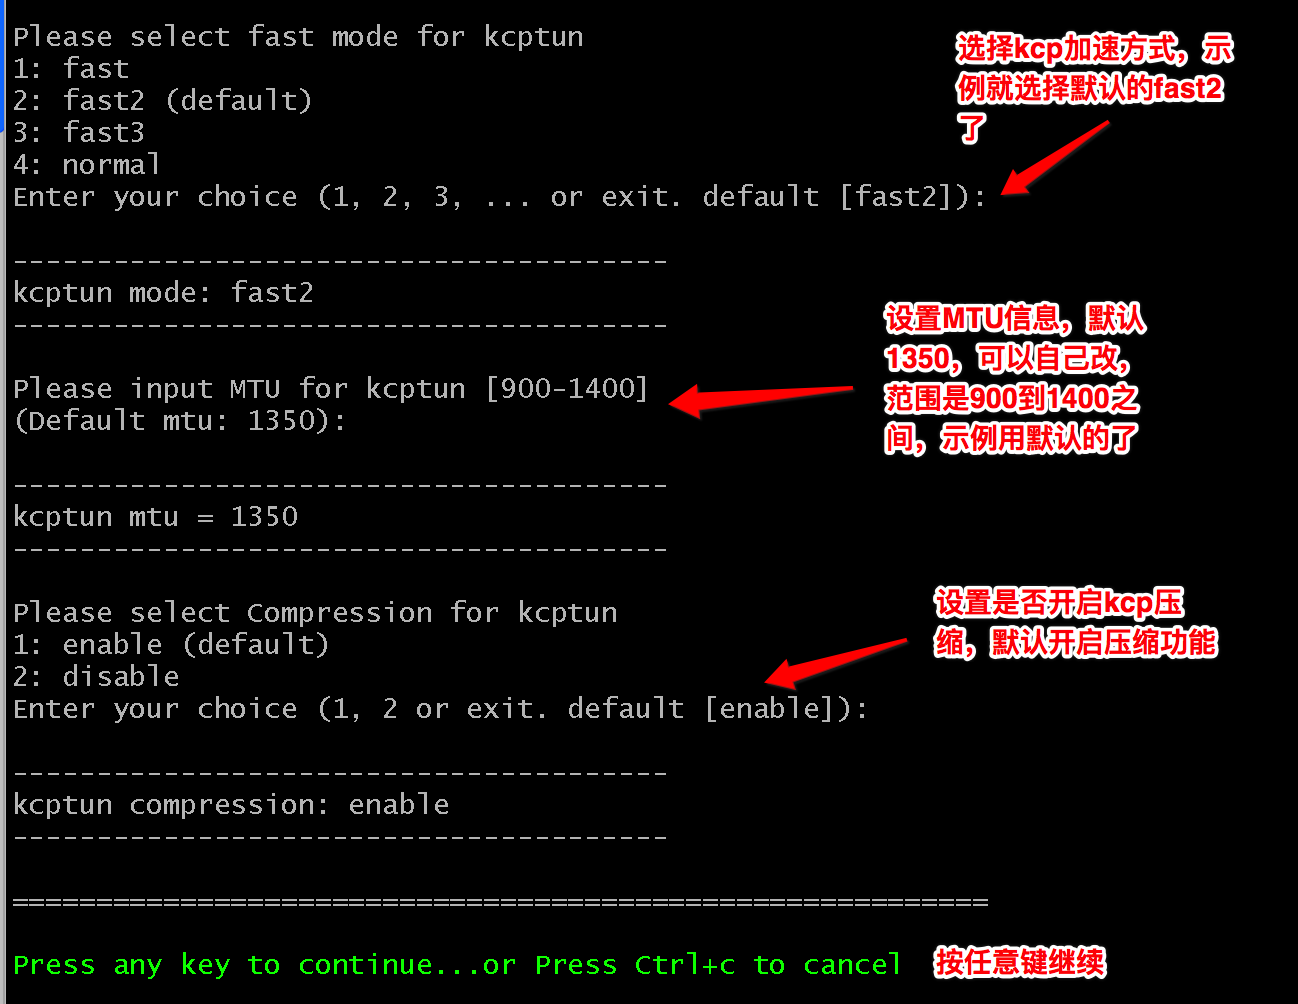 Please select fast mode for kcptun
1: fast
2: fast2 (default)
3: fast3
4: normal
Enter your choice (1, 2, 3, ... or exit. default [fast2]):
选择kcp加速方式，示
例就选择默认的fast2
了
---------------------------------------
kcptun mode: fast2
---------------------------------------
Please input MTU for kcptun [900-1400]
(Default mtu: 1350):
设置MTU信息，默认
1350，可以自己改，
范围是900到1400之
间，示例用默认的了
---------------------------------------
kcptun mtu = 1350
---------------------------------------
Please select Compression for kcptun
1: enable (default)
2: disable
Enter your choice (1, 2 or exit. default [enable]):
设置是否开启kcp压
缩，默认开启压缩功能
---------------------------------------
kcptun compression: enable
---------------------------------------
==========================================================
Press any key to continue...or Press Ctrl+c to cancel
按任意键继续